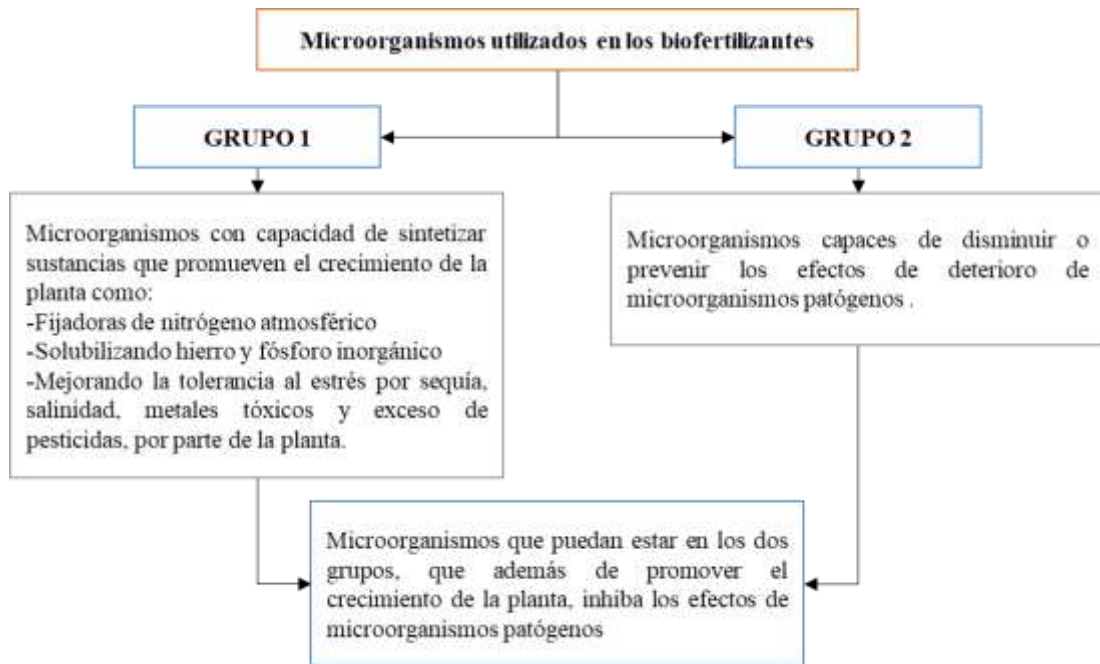 Microorganismos utilizados en los biofertilizantes
GRUPO 1
GRUPO 2
Microorganismos con capacidad de sintetizar
sustancias que promueven el crecimiento de la
planta como:
-Fijadoras de nitrógeno atmosférico
-Solubilizando hierro y fósforo inorgánico
-Mejorando la tolerancia al estrés por sequía,
salinidad, metales tóxicos y exceso de
pesticidas, por parte de la planta.
Microorganismos capaces de disminuir o
prevenir los efectos de deterioro de
microorganismos patógenos .
Microorganismos que puedan estar en los dos
grupos, que además de promover el
crecimiento de la planta, inhiba los efectos de
microorganismos patógenos